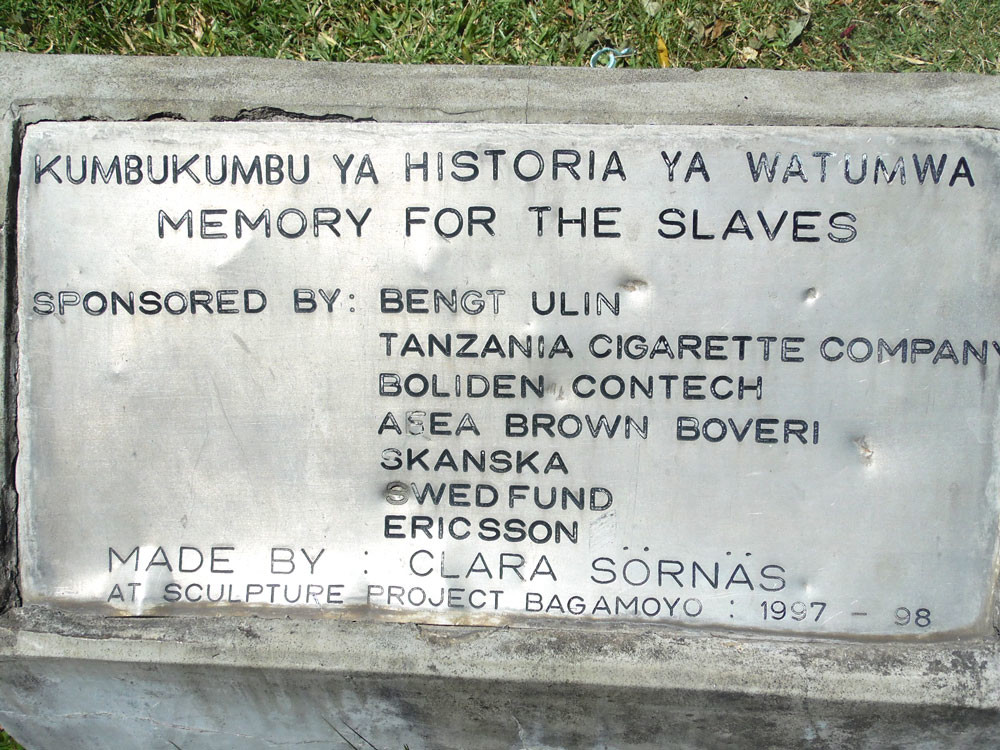 KUMBUKUMBU YA HISTORIA YA WATUMWA
MEMORY FOR THE SLAVES
SPONSORED BY: BENGT ULIN
TANZANIA CIGARETTE COMPANY
BOLIDEN CONTECH
ASEA BROWN BOVERI
SKANSKA
SWEDFUND
ERICSSON
MADE BY : CLARA SÖRNÄS
AT SCULPTURE PROJECT BAGAMOYO : 1997 - 98